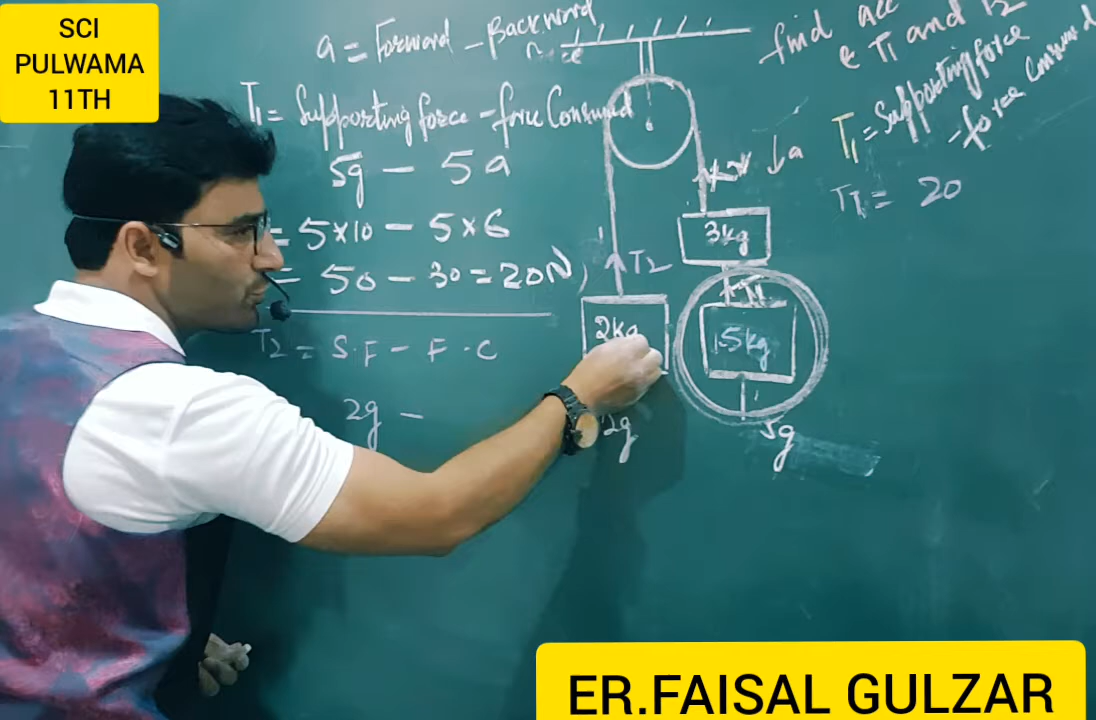 SCI
PULWAMA
11TH
a = Forward - Backward
find acc
& T1 and T2
T1 = Supporting force - force Consumed
5g - 5a
= 5×10 - 5×6
= 50 - 30 = 20N,
T2 = S.F - F.C
2g -
T1 = Supporting force
- force Consumed
T1 = 20
↓a
3kg
T2
T1
2kg
5kg
2g
5g
ER.FAISAL GULZAR